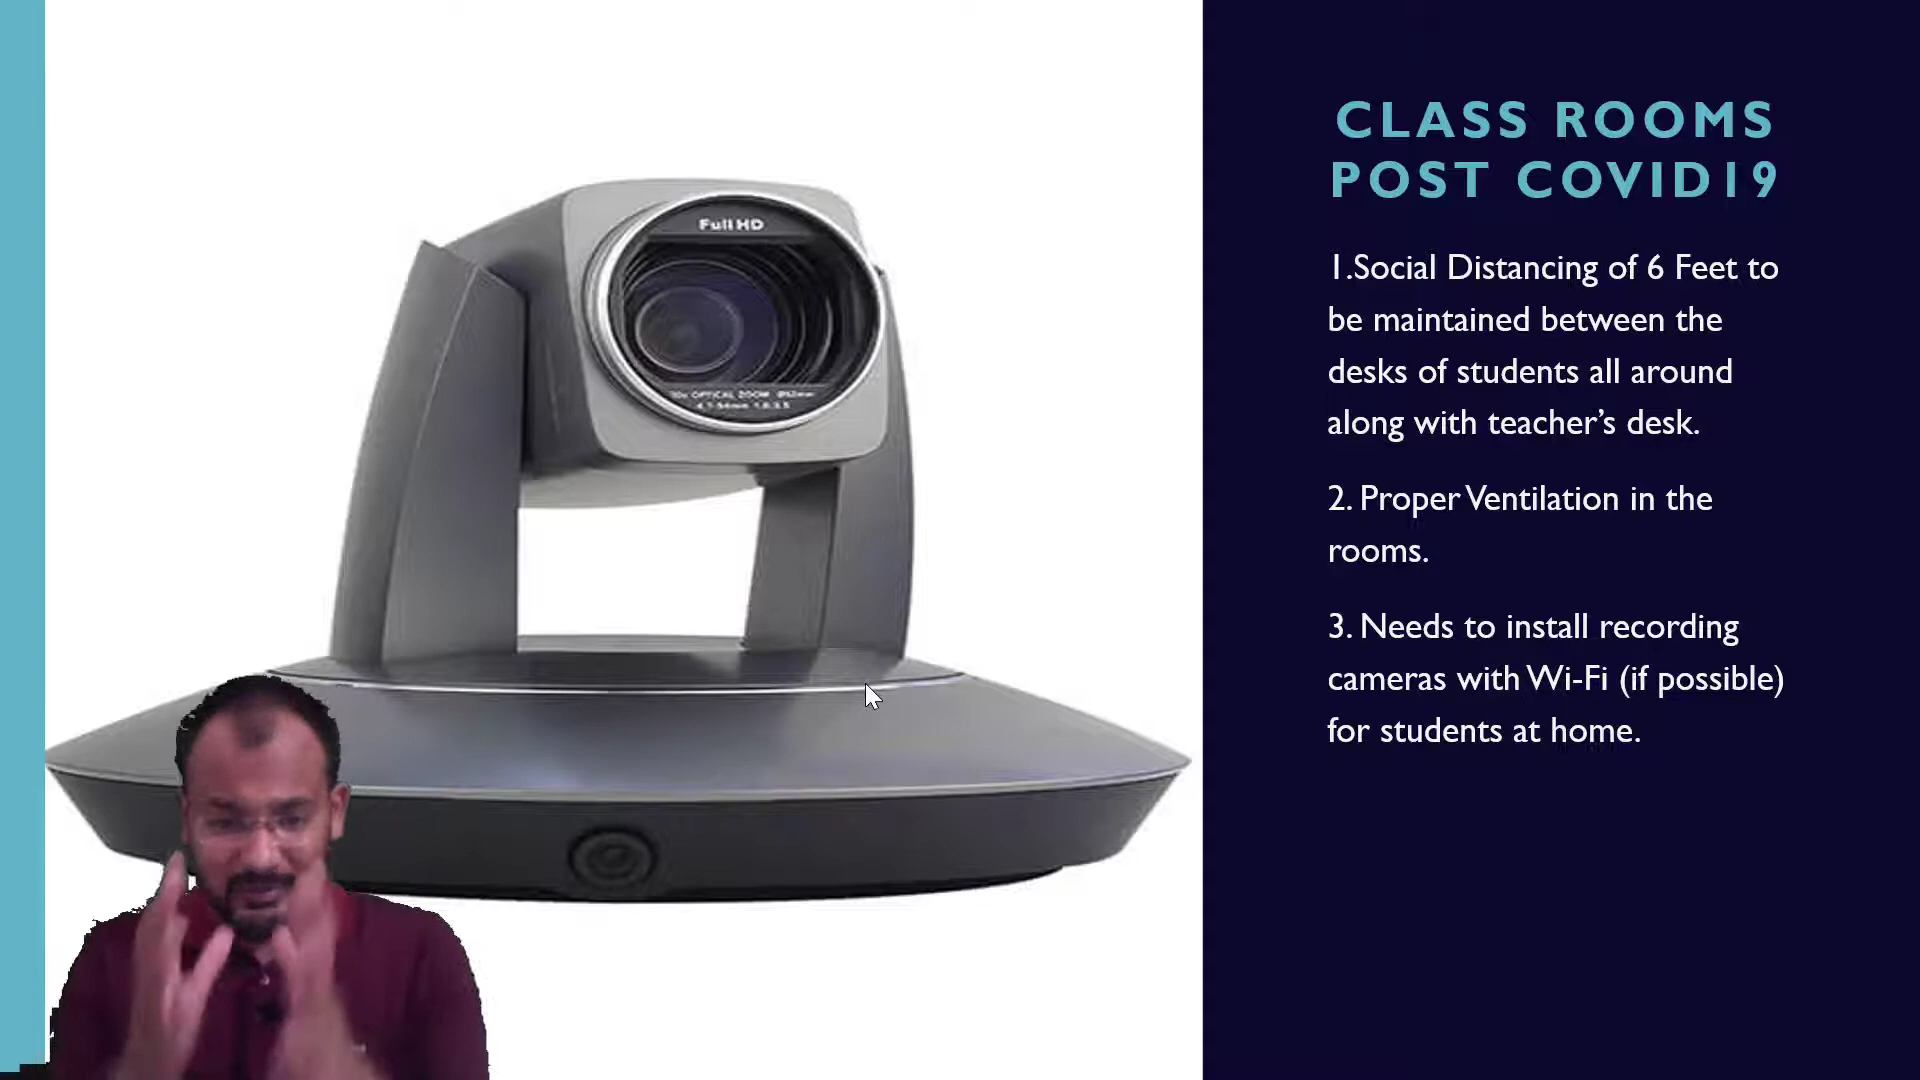 Full HD
OPTICAL ZOOM
CLASS ROOMS
POST COVID19
1.Social Distancing of 6 Feet to
be maintained between the
desks of students all around
along with teacher's desk.
2. Proper Ventilation in the
rooms.
3. Needs to install recording
cameras with Wi-Fi (if possible)
for students at home.